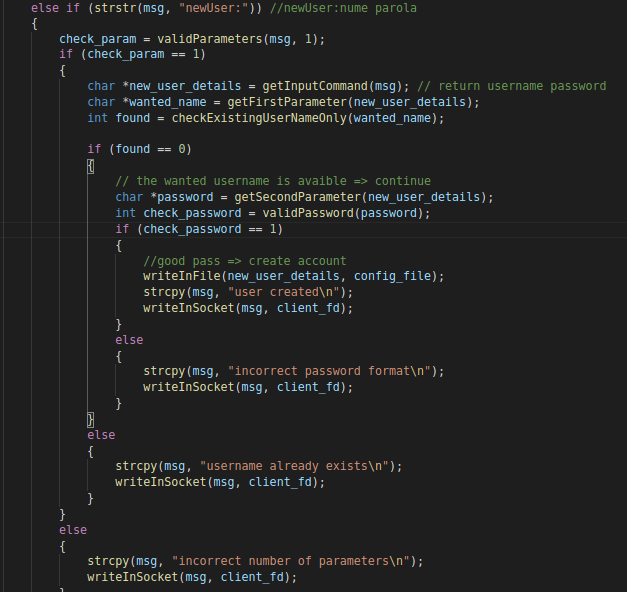 else if (strstr(msg, "newUser:")) //newUser:nume parola
{
check_param = validParameters(msg, 1);
if (check_param == 1)
{
char *new_user_details = getInputCommand(msg); // return username password
char *wanted_name = getFirstParameter(new_user_details);
int found = checkExistingUserNameOnly(wanted_name);
if (found == 0)
{
// the wanted username is avaible => continue
char *password = getSecondParameter(new_user_details);
int check_password = validPassword(password);
if (check_password == 1)
{
//good pass => create account
writeInFile(new_user_details, config_file);
strcpy(msg, "user created\n");
writeInSocket(msg, client_fd);
}
else
{
strcpy(msg, "incorrect password format\n");
writeInSocket(msg, client_fd);
}
}
else
{
strcpy(msg, "username already exists\n");
writeInSocket(msg, client_fd);
}
}
else
{
strcpy(msg, "incorrect number of parameters\n");
writeInSocket(msg, client_fd);
}